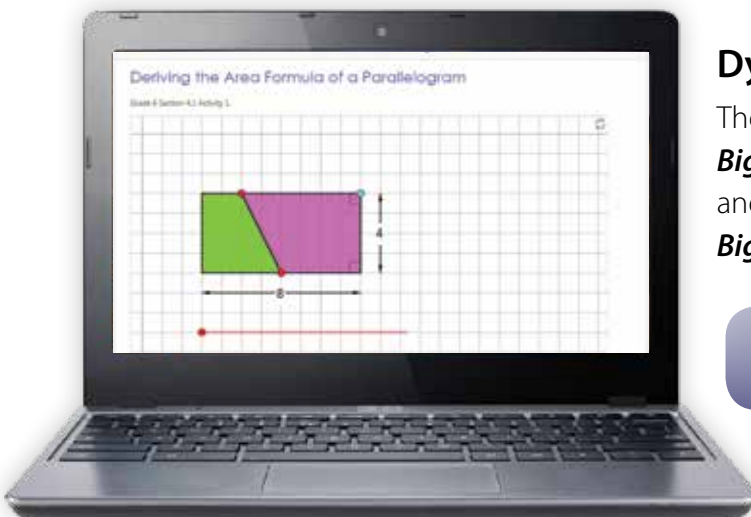 Deriving the Area Formula of a Parallelogram
Grade 6 Section 4.1 Activity 1
4
8
Dy
The
Big
and
Big